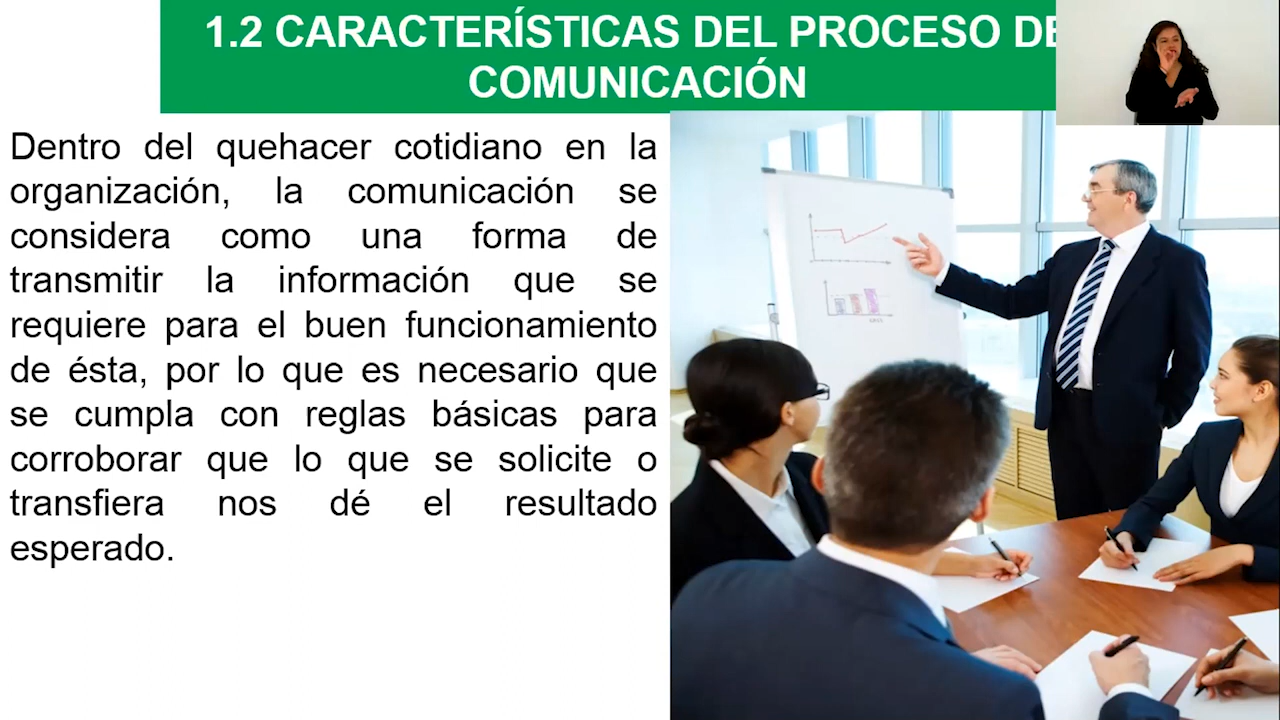 1.2 CARACTERÍSTICAS DEL PROCESO DE
COMUNICACIÓN
Dentro del quehacer cotidiano en la
organización, la comunicación se
considera como una forma de
transmitir la información que se
requiere para el buen funcionamiento
de ésta, por lo que es necesario que
se cumpla con reglas básicas para
corroborar que lo que se solicite o
transfiera nos dé el resultado
esperado.